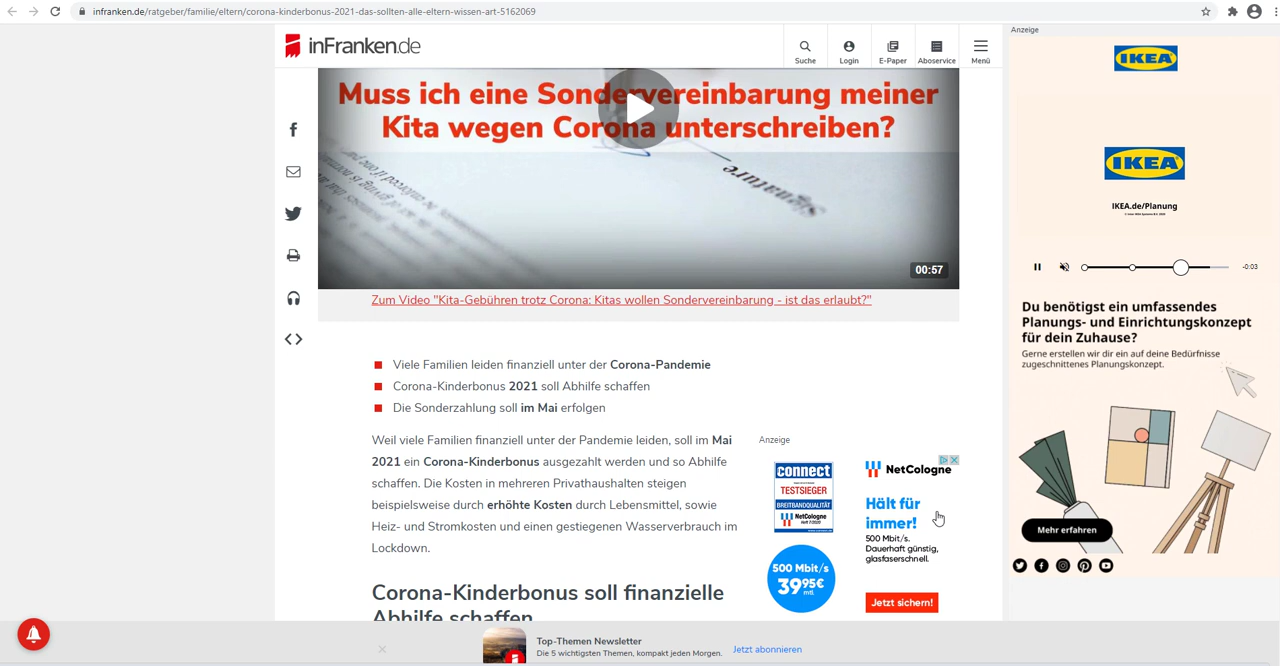 infranken.de/ratgeber/familie/eltern/corona-kinderbonus-2021-das-sollten-alle-eltern-wissen-art-5162069
inFranken.de
Suche
Login
E-Paper
Aboservice
Menü
Muss ich eine Sondervereinbarung meiner
Kita wegen Corona unterschreiben?
Signature
00:57
Zum Video "Kita-Gebühren trotz Corona: Kitas wollen Sondervereinbarung - ist das erlaubt?"
Viele Familien leiden finanziell unter der Corona-Pandemie
Corona-Kinderbonus 2021 soll Abhilfe schaffen
Die Sonderzahlung soll im Mai erfolgen
Weil viele Familien finanziell unter der Pandemie leiden, soll im Mai
2021 ein Corona-Kinderbonus ausgezahlt werden und so Abhilfe
schaffen. Die Kosten in mehreren Privathaushalten steigen
beispielsweise durch erhöhte Kosten durch Lebensmittel, sowie
Heiz- und Stromkosten und einen gestiegenen Wasserverbrauch im
Lockdown.
Corona-Kinderbonus soll finanzielle
Abhilfe schaffen
Anzeige
connect
TESTSIEGER
BREITBANDQUALITÄT
NetCologne
Heft 7/2020
500 Mbit/s
39 95€
mtl.
NetCologne
Hält für
immer!
500 Mbit/s.
Dauerhaft günstig,
glasfaserschnell.
Jetzt sichern!
Anzeige
IKEA
IKEA
IKEA.de/Planung
-0:03
Du benötigst ein umfassendes
Planungs- und Einrichtungskonzept
für dein Zuhause?
Gerne erstellen wir dir ein auf deine Bedürfnisse
zugeschnittenes Planungskonzept.
Mehr erfahren
Top-Themen Newsletter
Die 5 wichtigsten Themen, kompakt jeden Morgen.
Jetzt abonnieren